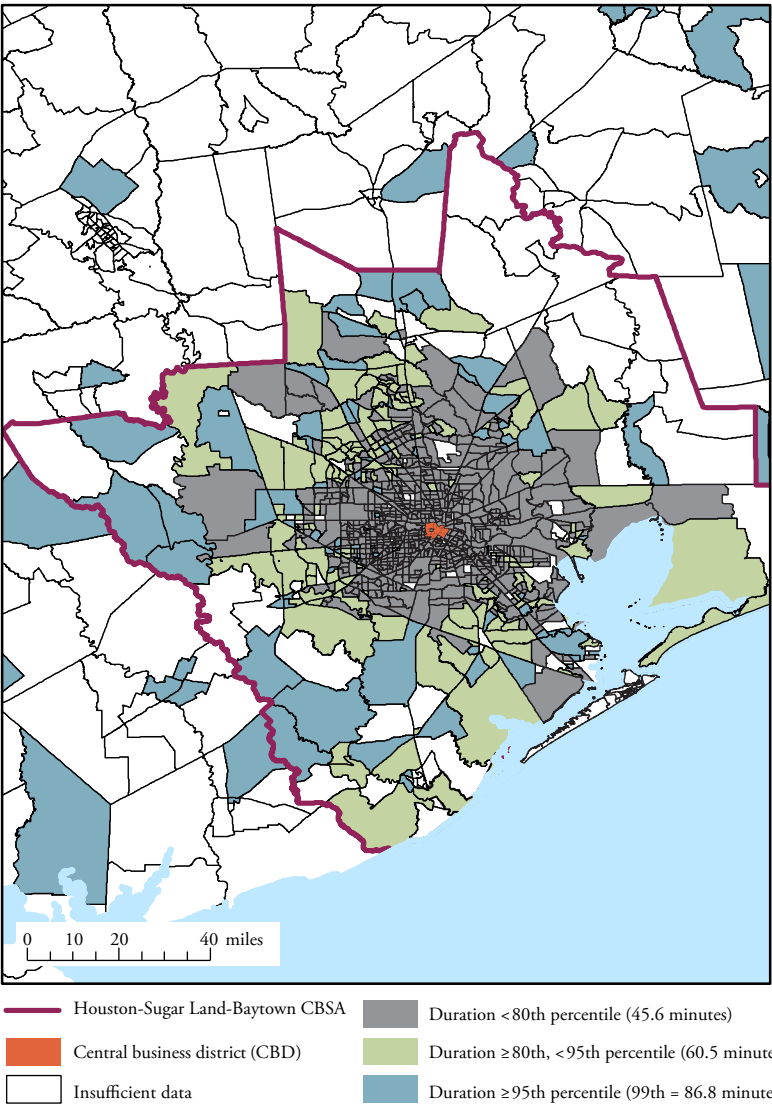 0 10 20 40 miles
Houston-Sugar Land-Baytown CBSA
Duration <80th percentile (45.6 minutes)
Central business district (CBD)
Duration ≥80th, <95th percentile (60.5 minute
Insufficient data
Duration ≥95th percentile (99th = 86.8 minute